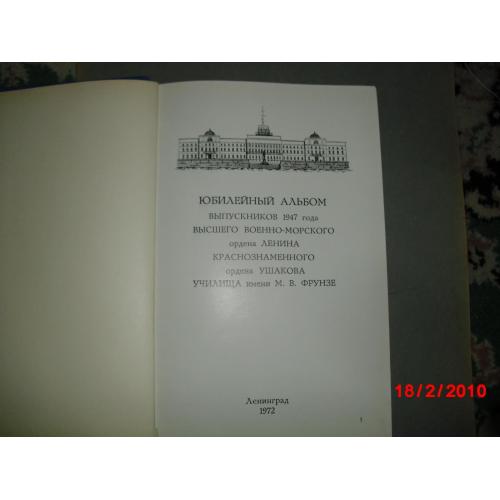 ЮБИЛЕЙНЫЙ АЛЬБОМ
ВЫПУСКНИКОВ 1947 года
ВЫСШЕГО ВОЕННО-МОРСКОГО
ордена ЛЕНИНА
КРАСНОЗНАМЕННОГО
ордена УШАКОВА
УЧИЛИЩА имени М. В. ФРУНЗЕ
Ленинград
1972
1
18/2/2010